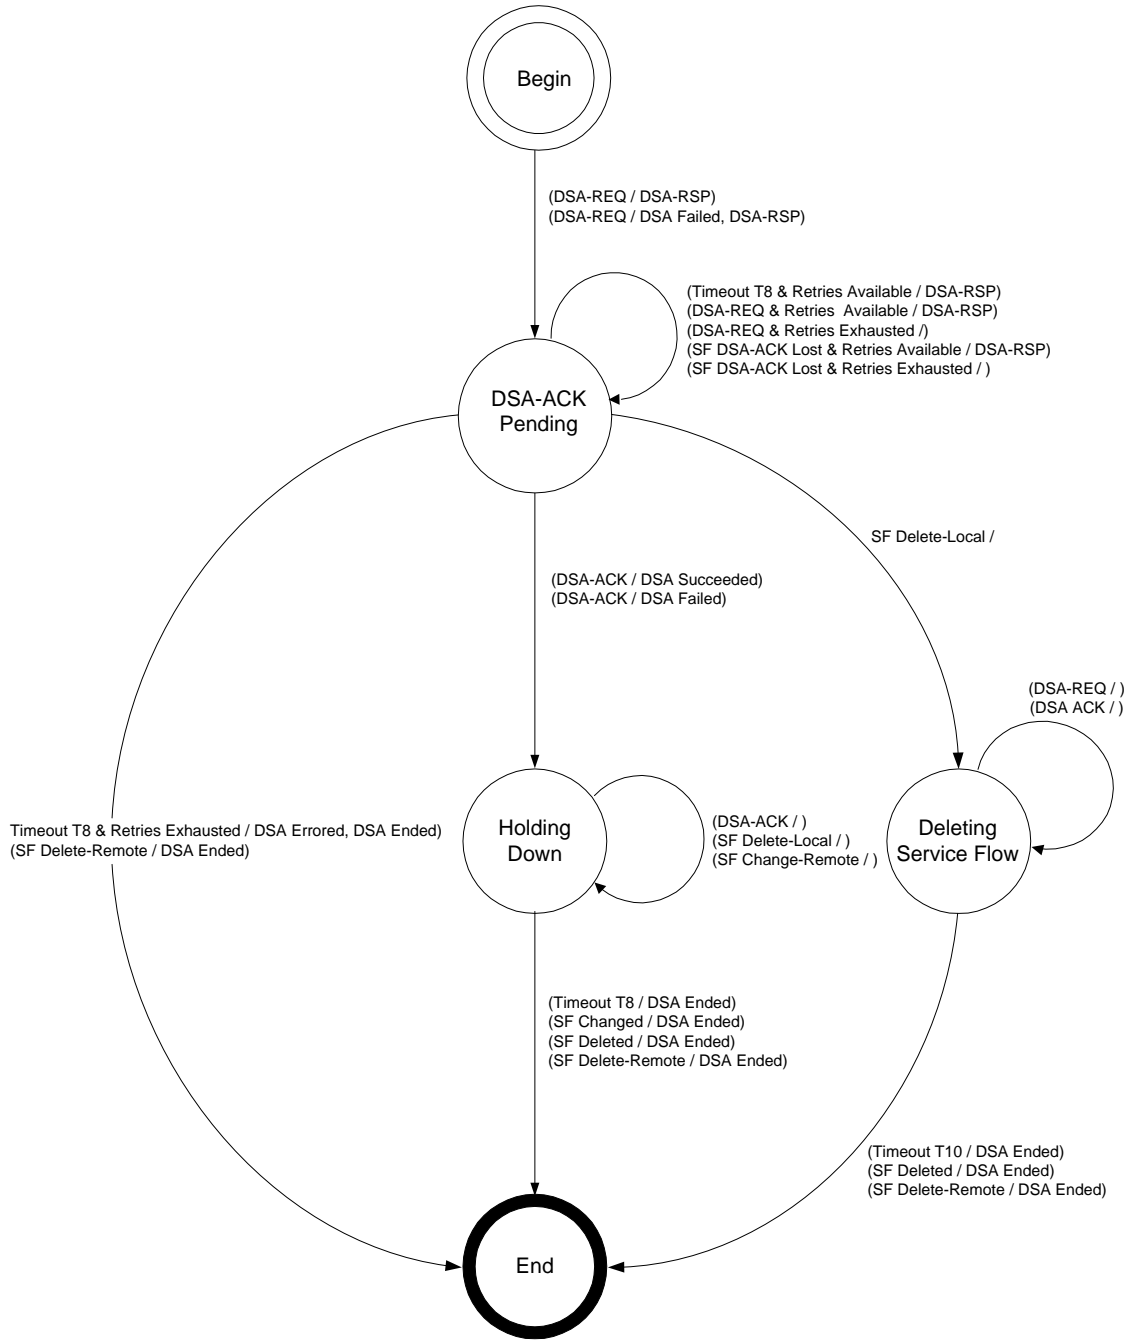 Begin
(DSA-REQ / DSA-RSP)
(DSA-REQ / DSA Failed, DSA-RSP)
(Timeout T8 & Retries Available / DSA-RSP)
(DSA-REQ & Retries  Available / DSA-RSP)
(DSA-REQ & Retries Exhausted /)
(SF DSA-ACK Lost & Retries Available / DSA-RSP)
(SF DSA-ACK Lost & Retries Exhausted / )
DSA-ACK
Pending
SF Delete-Local /
(DSA-ACK / DSA Succeeded)
(DSA-ACK / DSA Failed)
(DSA-REQ / )
(DSA ACK / )
Timeout T8 & Retries Exhausted / DSA Errored, DSA Ended)
(SF Delete-Remote / DSA Ended)
Holding
Down
(DSA-ACK / )
(SF Delete-Local / )
(SF Change-Remote / )
Deleting
Service Flow
(Timeout T8 / DSA Ended)
(SF Changed / DSA Ended)
(SF Deleted / DSA Ended)
(SF Delete-Remote / DSA Ended)
(Timeout T10 / DSA Ended)
(SF Deleted / DSA Ended)
(SF Delete-Remote / DSA Ended)
End